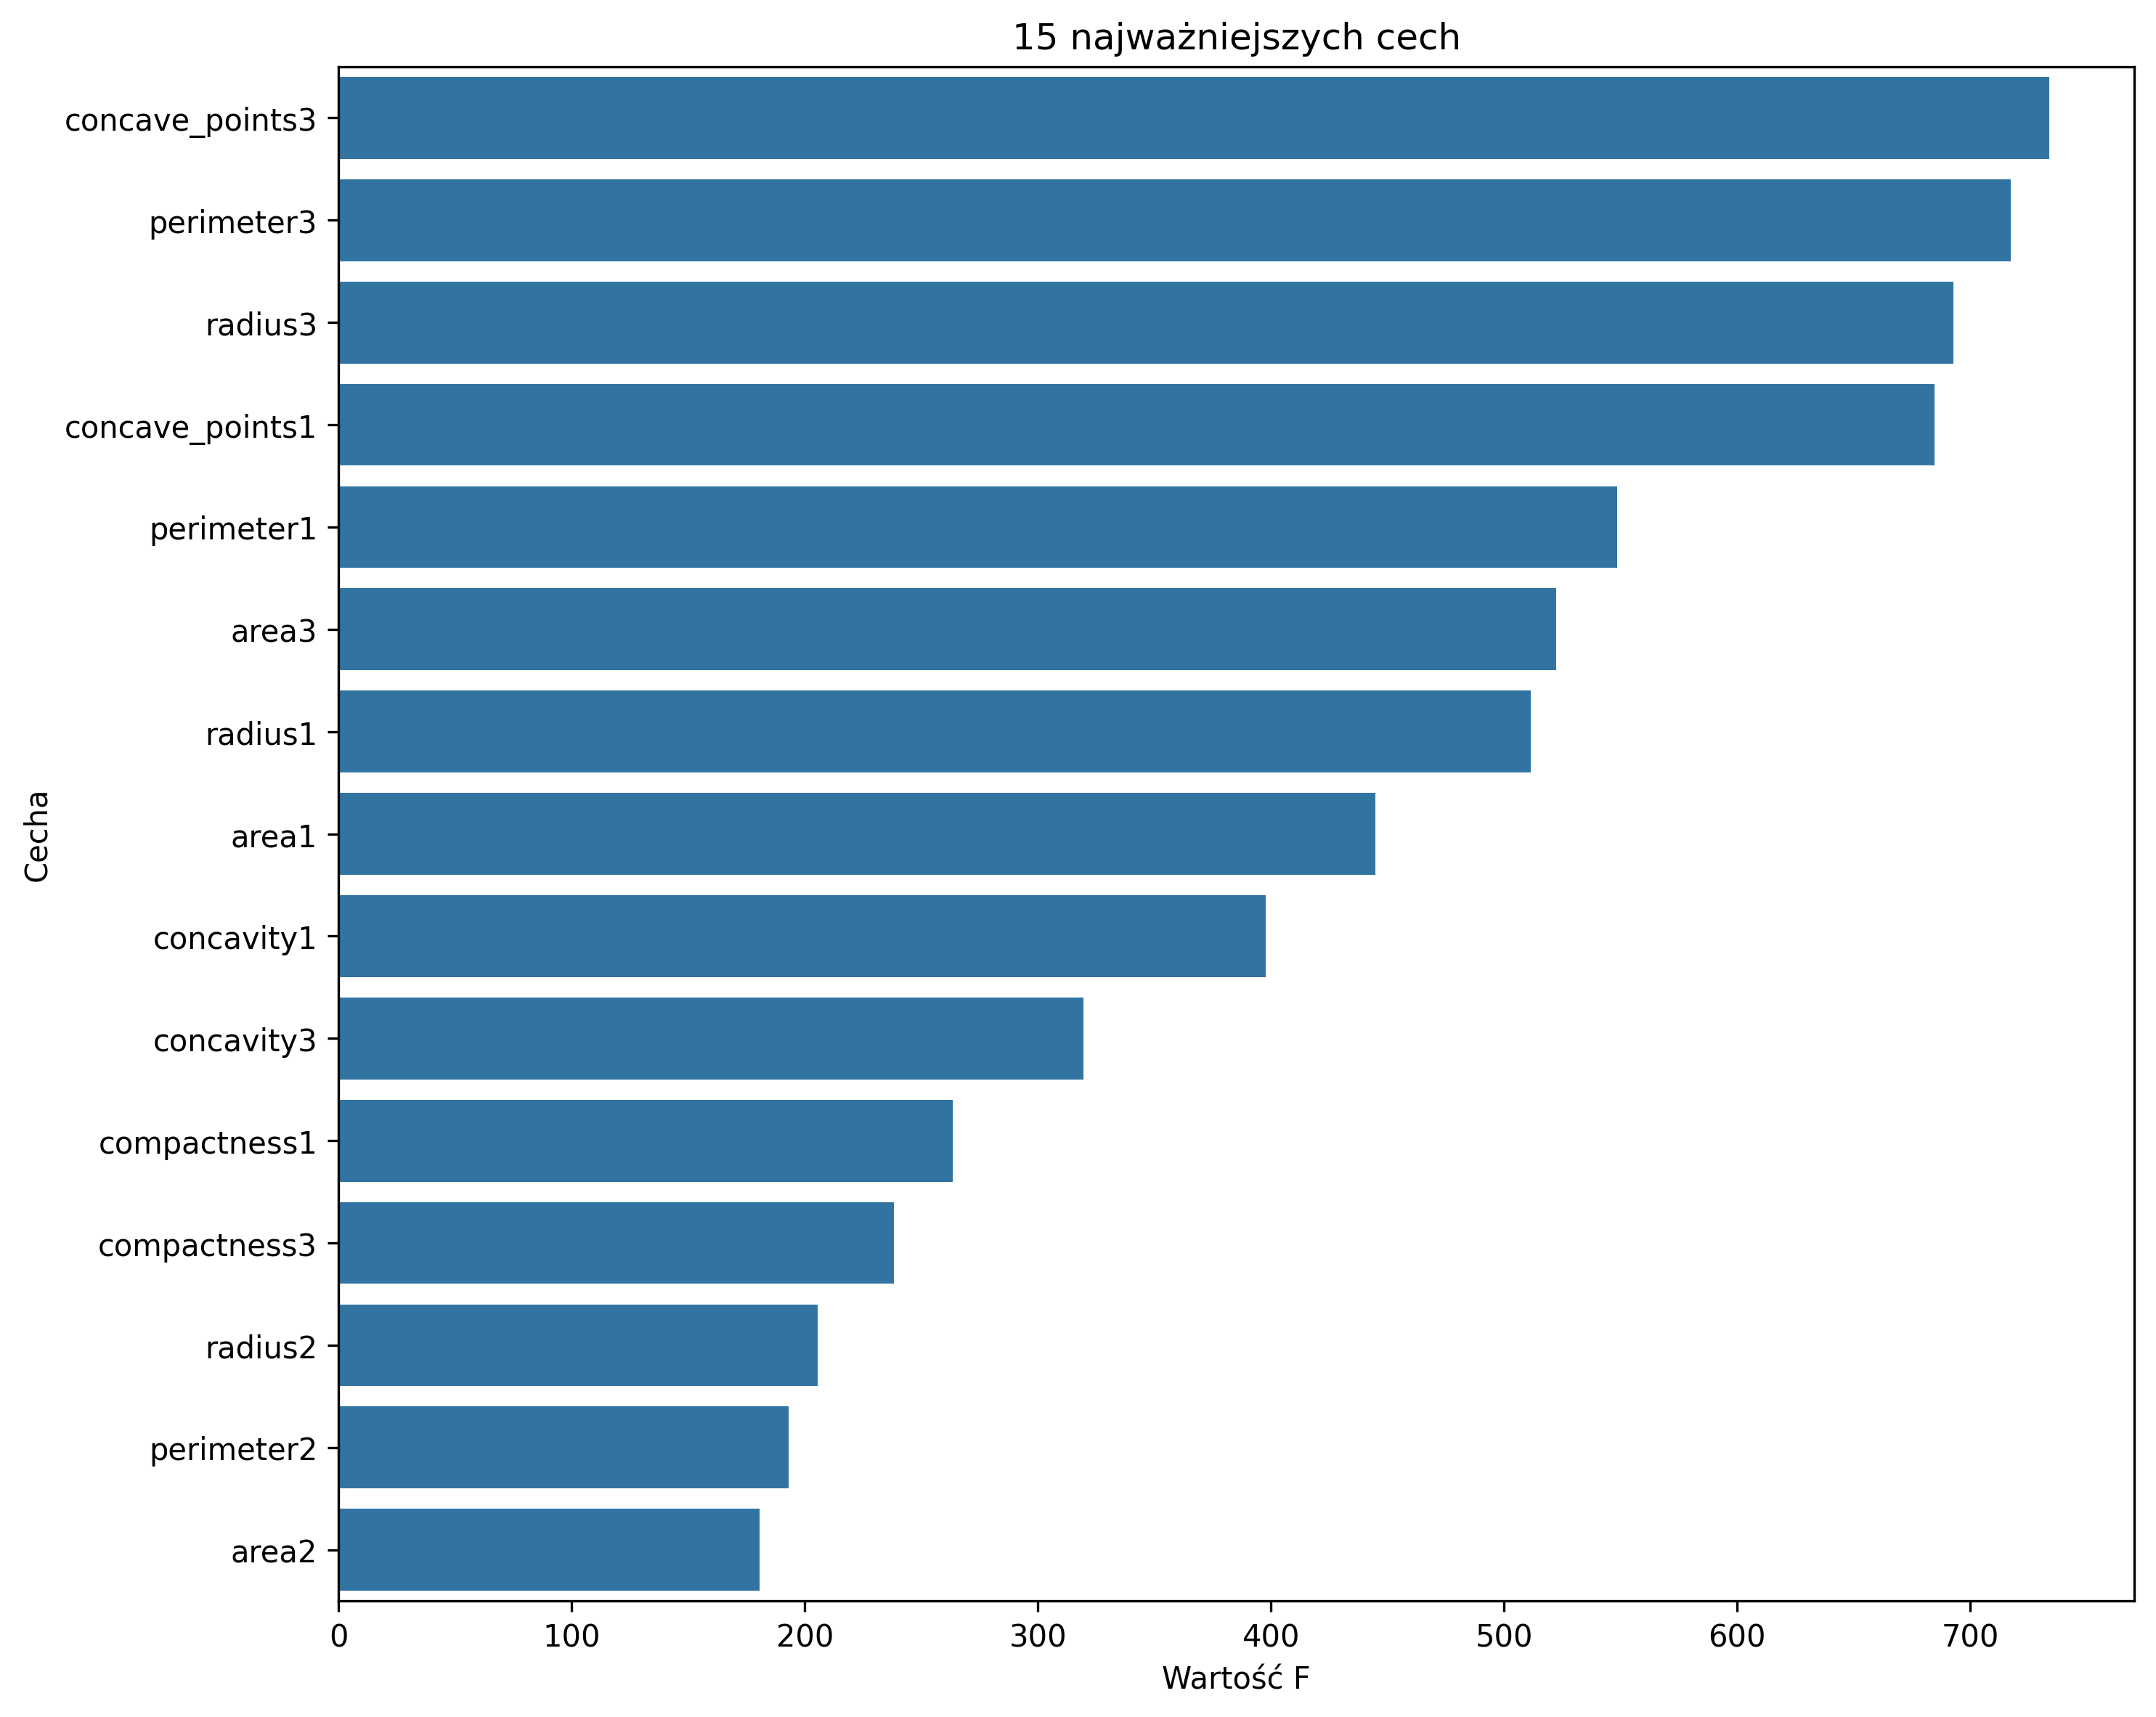 15 najważniejszych cech
concave_points3
perimeter3
radius3
concave_points1
perimeter1
area3
radius1
area1
concavity1
concavity3
compactness1
compactness3
radius2
perimeter2
area2
Cecha
0 100 200 300 400 500 600 700
Wartość F